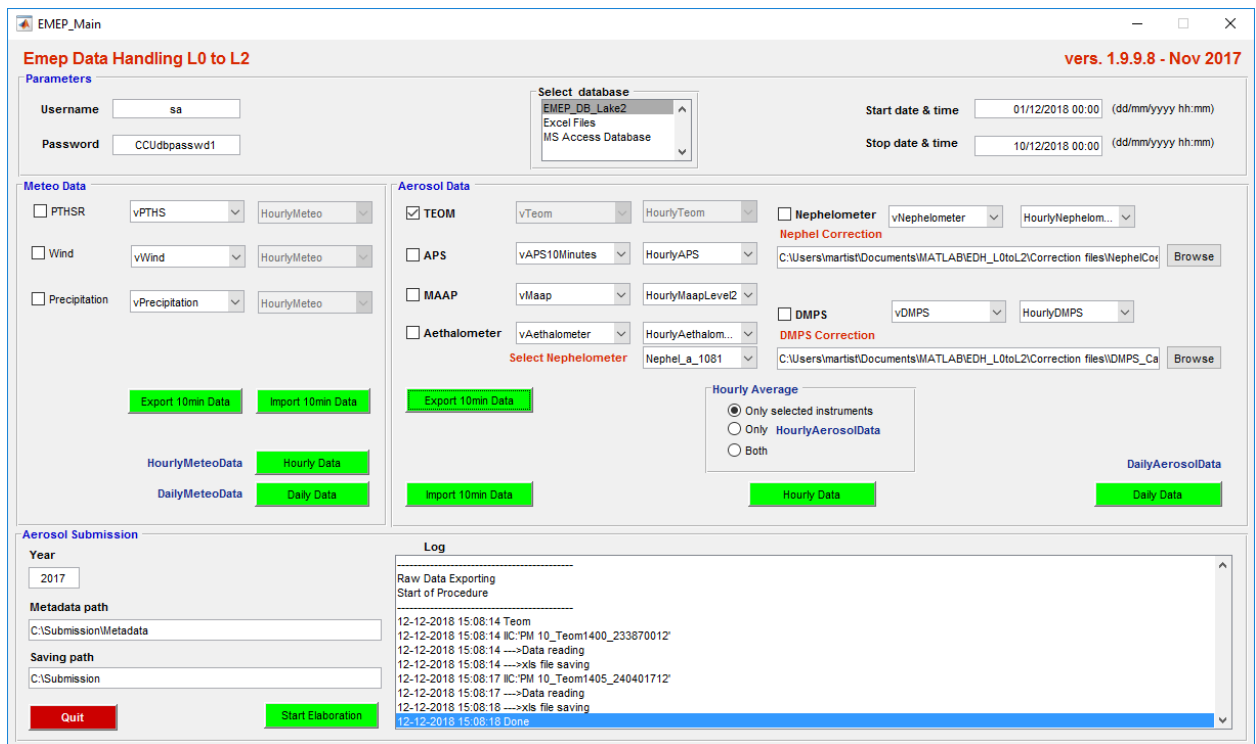 EMEP_Main
Emep Data Handling L0 to L2
vers. 1.9.9.8 - Nov 2017
Parameters
Username
sa
Password
CCUdbpasswd1
Select database
EMEP_DB_Lake2
Excel Files
MS Access Database
Start date & time
01/12/2018 00:00
(dd/mm/yyyy hh:mm)
Stop date & time
10/12/2018 00:00
(dd/mm/yyyy hh:mm)
Meteo Data
PTHSR
vPTHS
HourlyMeteo
Wind
vWind
HourlyMeteo
Precipitation
vPrecipitation
HourlyMeteo
Export 10min Data
Import 10min Data
HourlyMeteoData
Hourly Data
DailyMeteoData
Daily Data
Aerosol Data
TEOM
vTeom
HourlyTeom
APS
vAPS10Minutes
HourlyAPS
MAAP
vMaap
HourlyMaapLevel2
Aethalometer
vAethalometer
HourlyAethalom...
Select Nephelometer
Nephel_a_1081
Nephelometer
vNephelometer
HourlyNephelom...
Nephel Correction
C:\Users\martist\Documents\MATLAB\EDH_L0toL2\Correction files\NephelCoe
Browse
DMPS
vDMPS
HourlyDMPS
DMPS Correction
C:\Users\martist\Documents\MATLAB\EDH_L0toL2\Correction files\\DMPS_Ca
Browse
Export 10min Data
Hourly Average
Only selected instruments
Only HourlyAerosolData
Both
DailyAerosolData
Import 10min Data
Hourly Data
Daily Data
Aerosol Submission
Year
2017
Metadata path
C:\Submission\Metadata
Saving path
C:\Submission
Quit
Start Elaboration
Log
--------------------------------------------
Raw Data Exporting
Start of Procedure
--------------------------------------------
12-12-2018 15:08:14 Teom
12-12-2018 15:08:14 IIC:'PM 10_Teom1400_233870012'
12-12-2018 15:08:14 --->Data reading
12-12-2018 15:08:14 --->xls file saving
12-12-2018 15:08:17 IIC:'PM 10_Teom1405_240401712'
12-12-2018 15:08:17 --->Data reading
12-12-2018 15:08:18 --->xls file saving
12-12-2018 15:08:18 Done